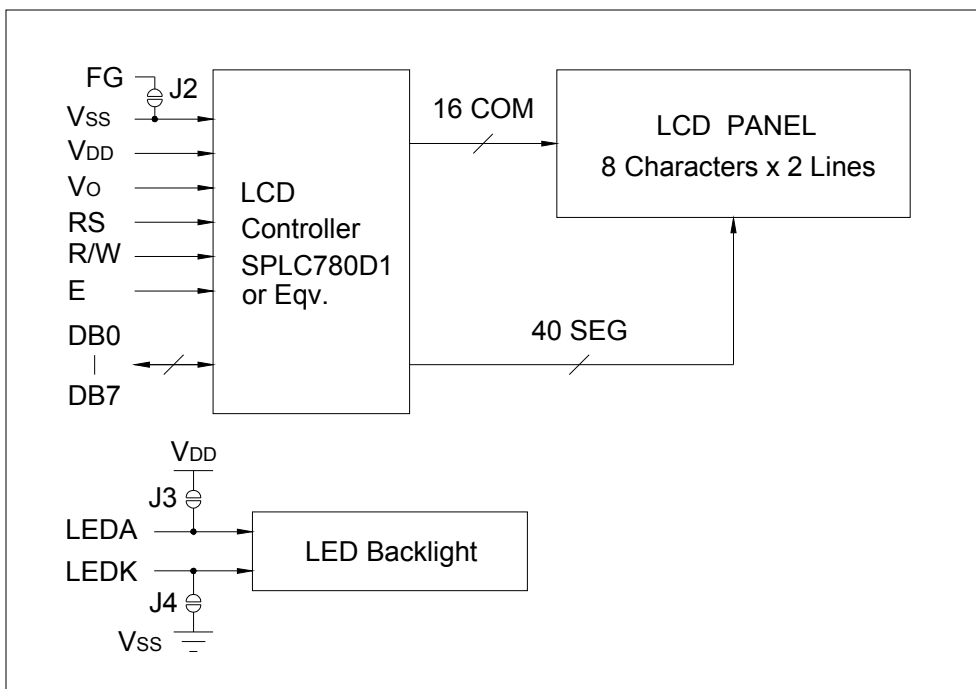 FG
J2
VSS
VDD
VO
RS
R/W
E
DB0
DB7
LCD
Controller
SPLC780D1
or Eqv.
16 COM
40 SEG
LCD PANEL
8 Characters x 2 Lines
VDD
J3
LEDA
LEDK
J4
VSS
LED Backlight